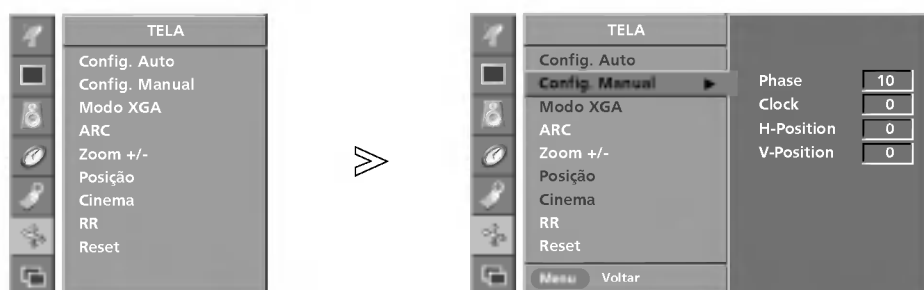 TELA
Config. Auto
Config. Manual
Modo XGA
ARC
Zoom +/-
Posição
Cinema
RR
Reset
TELA
Config. Auto
Config. Manual
Modo XGA
ARC
Zoom +/-
Posição
Cinema
RR
Reset
Menu Voltar
Phase 10
Clock 0
H-Position 0
V-Position 0